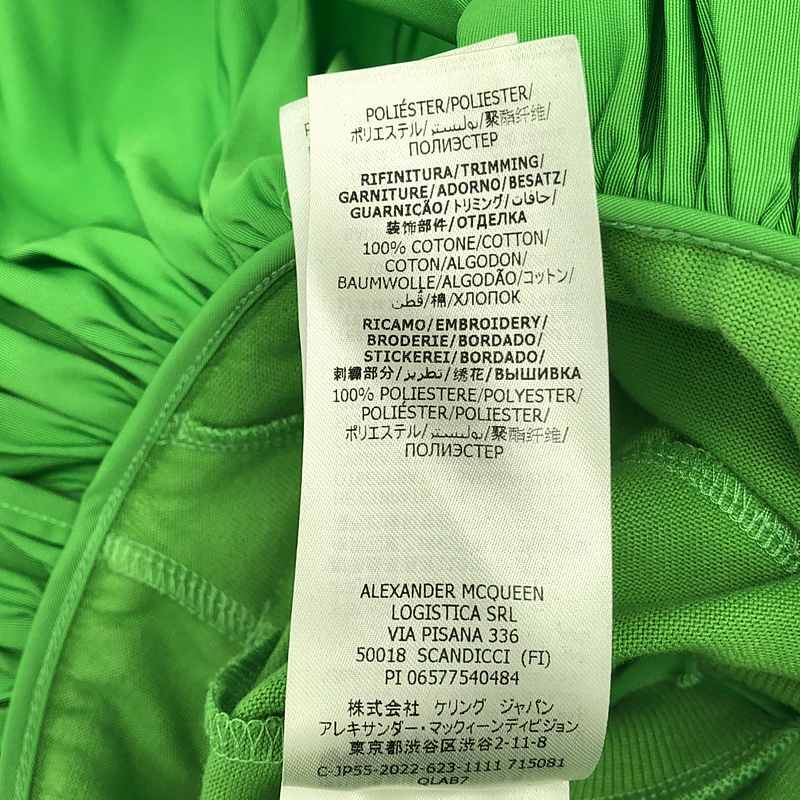 POLIÉSTER/POLIESTER/
ポリエステル/بوليستر/聚酯纤维/
ПОЛИЭСТЕР
RIFINITURA/TRIMMING/
GARNITURE/ADORNO/BESATZ/
GUARNIÇÃO/トリミング/حافات/
装饰部件/ОТДЕЛКА
100% COTONE/COTTON/
COTON/ALGODON/
BAUMWOLLE/ALGODÃO/コットン/
قطن/棉/ХЛОПОК
RICAMO/EMBROIDERY/
BRODERIE/BORDADO/
STICKEREI/BORDADO/
刺繍部分/تطريز/绣花/ВЫШИВКА
100% POLIESTERE/POLYESTER/
POLIÉSTER/POLIESTER/
ポリエステル/بوليستر/聚酯纤维/
ПОЛИЭСТЕР
ALEXANDER MCQUEEN
LOGISTICA SRL
VIA PISANA 336
50018 SCANDICCI (FI)
PI 06577540484
株式会社 ケリング ジャパン
アレキサンダー・マックィーンディビジョン
東京都渋谷区渋谷2-11-8
C-JP55-2022-623-1111 715081
QLAB7